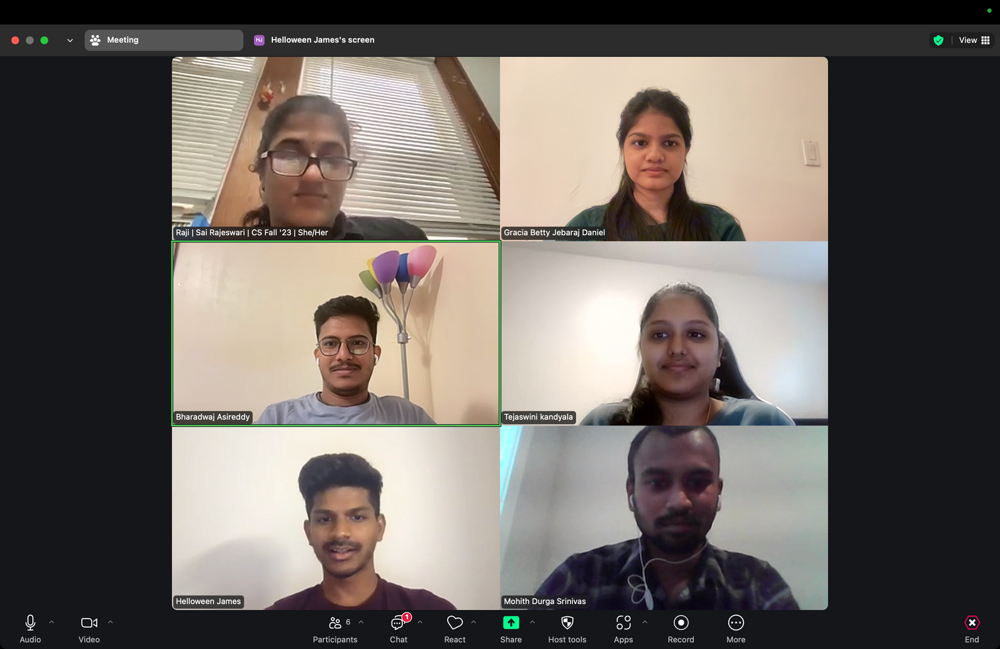 Meeting
HJ
Helloween James's screen
View
Raji | Sai Rajeswari | CS Fall '23 | She/Her
Gracia Betty Jebaraj Daniel
Bharadwaj Asireddy
Tejaswini kandyala
Helloween James
Mohith Durga Srinivas
6
1
Audio
Video
Participants
Chat
React
Share
Host tools
Apps
Record
More
End